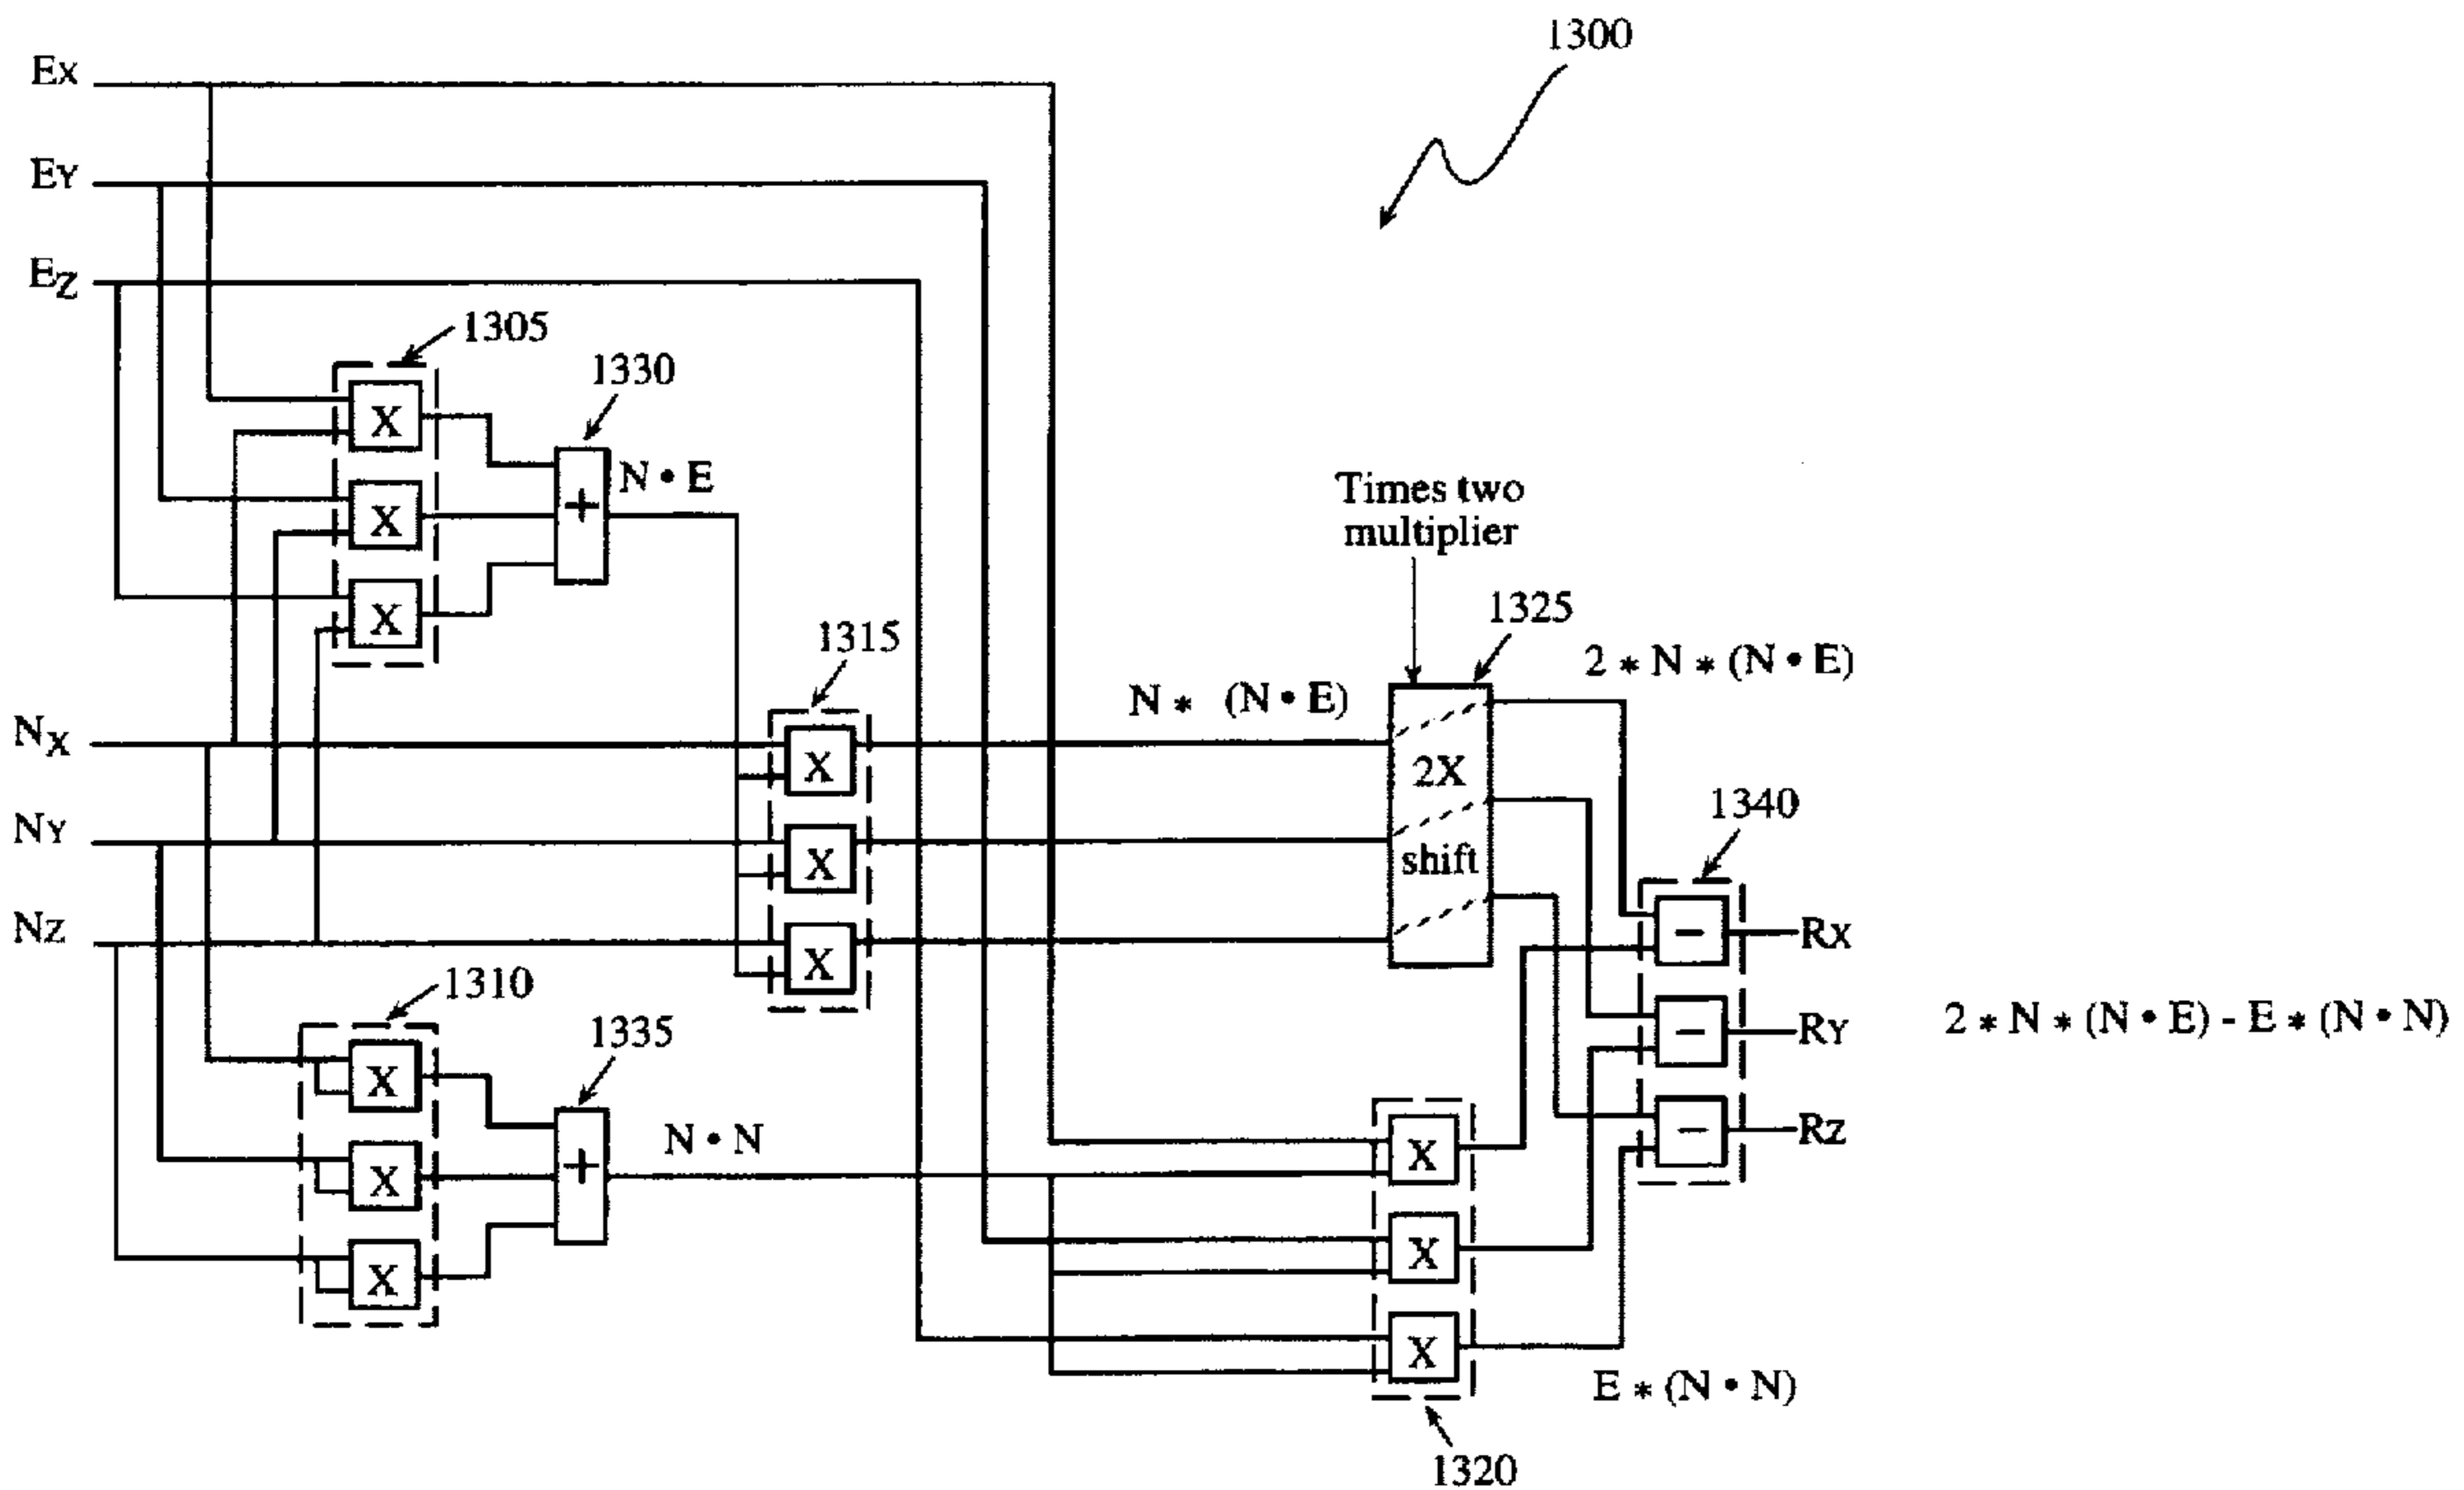 1300
EX
EY
EZ
1305
1330
X
X
X
+
N • E
Times two
multiplier
1325
1315
2 * N * (N • E)
N * (N • E)
NX
NY
NZ
X
X
X
2X
shift
1340
−
−
−
RX
RY
RZ
2 * N * (N • E) - E * (N • N)
1310
1335
X
X
X
+
N • N
X
X
X
E * (N • N)
1320